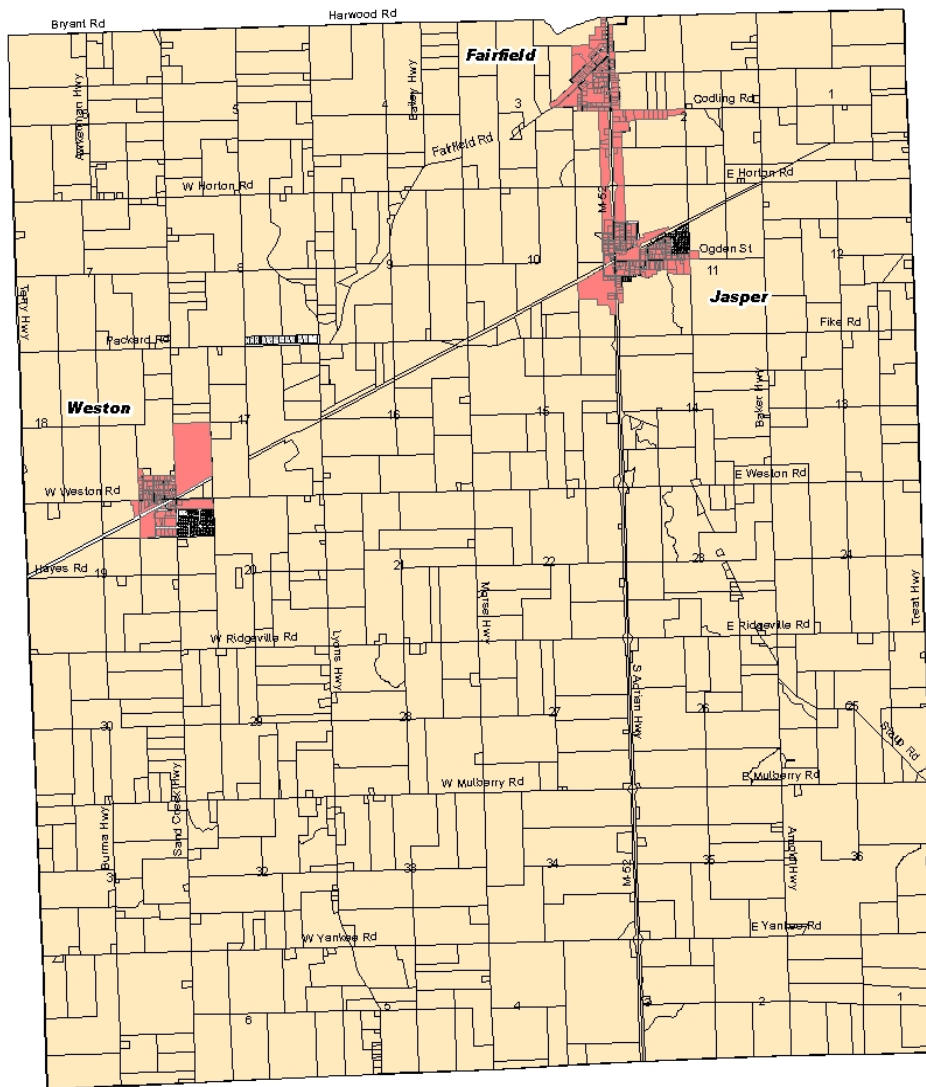 Bryant Rd
Harwood Rd
Fairfield
Bailey Hwy
6
5
4
3
2
1
Codling Rd
Fairfield Rd
W Horton Rd
E Horton Rd
M-52
Ogden St
7
8
9
10
11
12
Jasper
Terry Hwy
Packard Rd
Fike Rd
Weston
18
17
16
15
14
13
Baker Hwy
W Weston Rd
E Weston Rd
Hayes Rd
19
20
21
22
23
24
Morse Hwy
Treat Hwy
W Ridgeville Rd
E Ridgeville Rd
Lyons Hwy
S Adrian Hwy
30
29
28
27
26
25
W Mulberry Rd
E Mulberry Rd
Burma Hwy
Sand Creek Hwy
Arnold Hwy
31
32
33
34
35
36
M-52
W Yankee Rd
E Yankee Rd
6
5
4
3
2
1